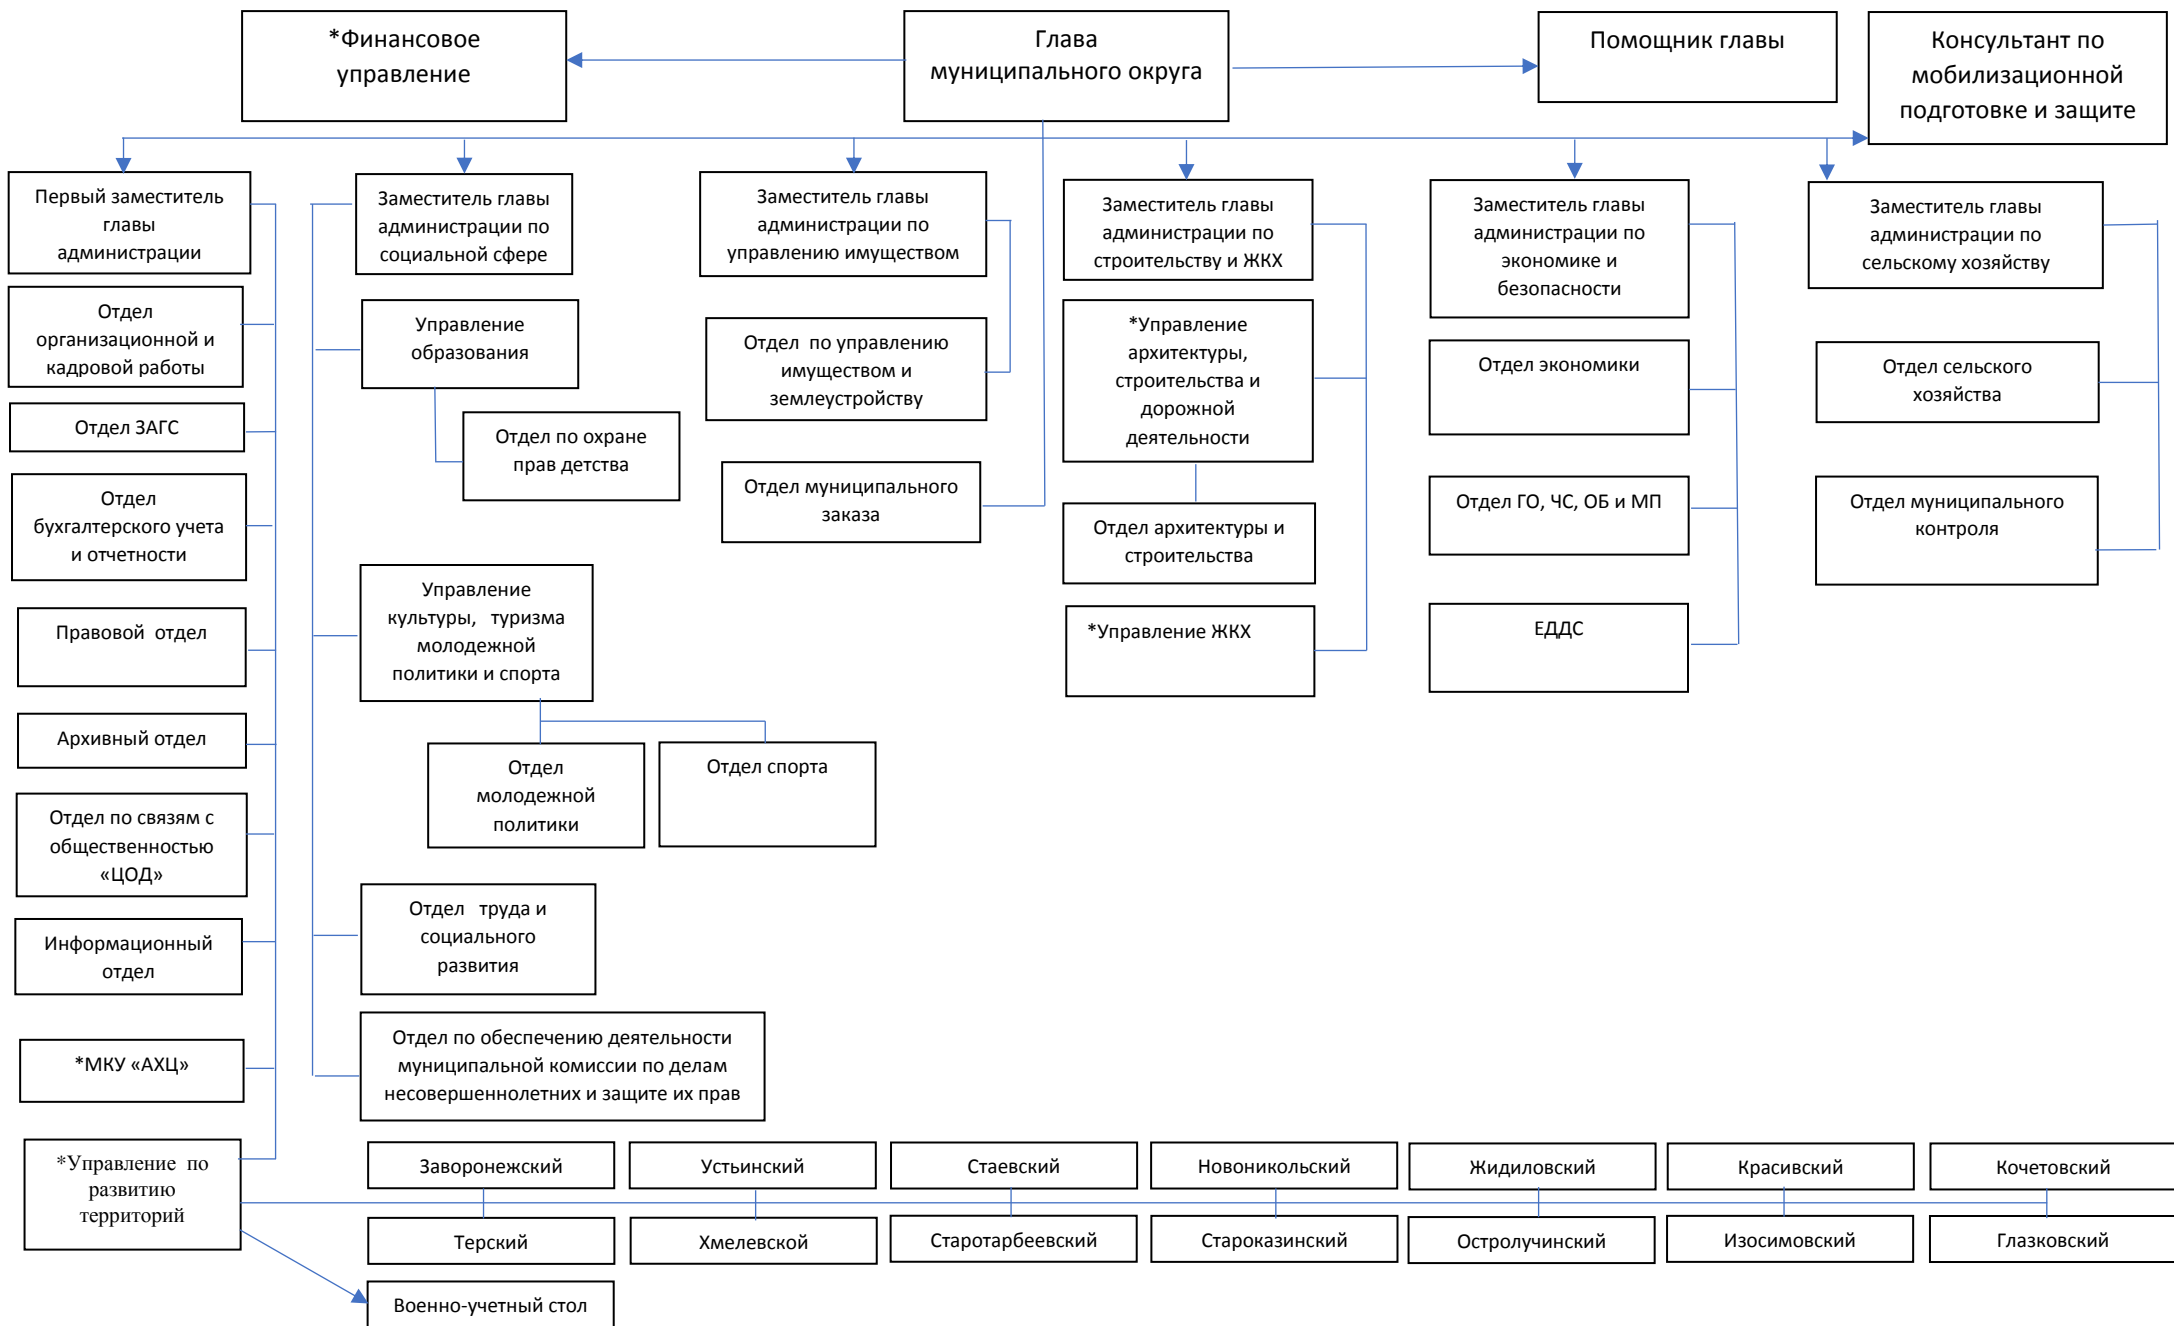 *Финансовое
управление
Глава
муниципального округа
Помощник главы
Консультант по
мобилизационной
подготовке и защите
Первый заместитель
главы
администрации
Заместитель главы
администрации по
социальной сфере
Заместитель главы
администрации по
управлению имуществом
Заместитель главы
администрации по
строительству и ЖКХ
Заместитель главы
администрации по
экономике и
безопасности
Заместитель главы
администрации по
сельскому хозяйству
Отдел
организационной и
кадровой работы
Отдел ЗАГС
Отдел
бухгалтерского учета
и отчетности
Правовой отдел
Архивный отдел
Отдел по связям с
общественностью
«ЦОД»
Информационный
отдел
*МКУ «АХЦ»
*Управление по
развитию
территорий
Управление
образования
Отдел по охране
прав детства
Управление
культуры, туризма
молодежной
политики и спорта
Отдел
молодежной
политики
Отдел спорта
Отдел труда и
социального
развития
Отдел по обеспечению деятельности
муниципальной комиссии по делам
несовершеннолетних и защите их прав
Отдел по управлению
имуществом и
землеустройству
Отдел муниципального
заказа
*Управление
архитектуры,
строительства и
дорожной
деятельности
Отдел архитектуры и
строительства
*Управление ЖКХ
Отдел экономики
Отдел ГО, ЧС, ОБ и МП
ЕДДС
Отдел сельского
хозяйства
Отдел муниципального
контроля
Заворонежский
Устьинский
Стаевский
Новоникольский
Жидиловский
Красивский
Кочетовский
Терский
Хмелевской
Старотарбеевский
Староказинский
Остролучинский
Изосимовский
Глазковский
Военно-учетный стол